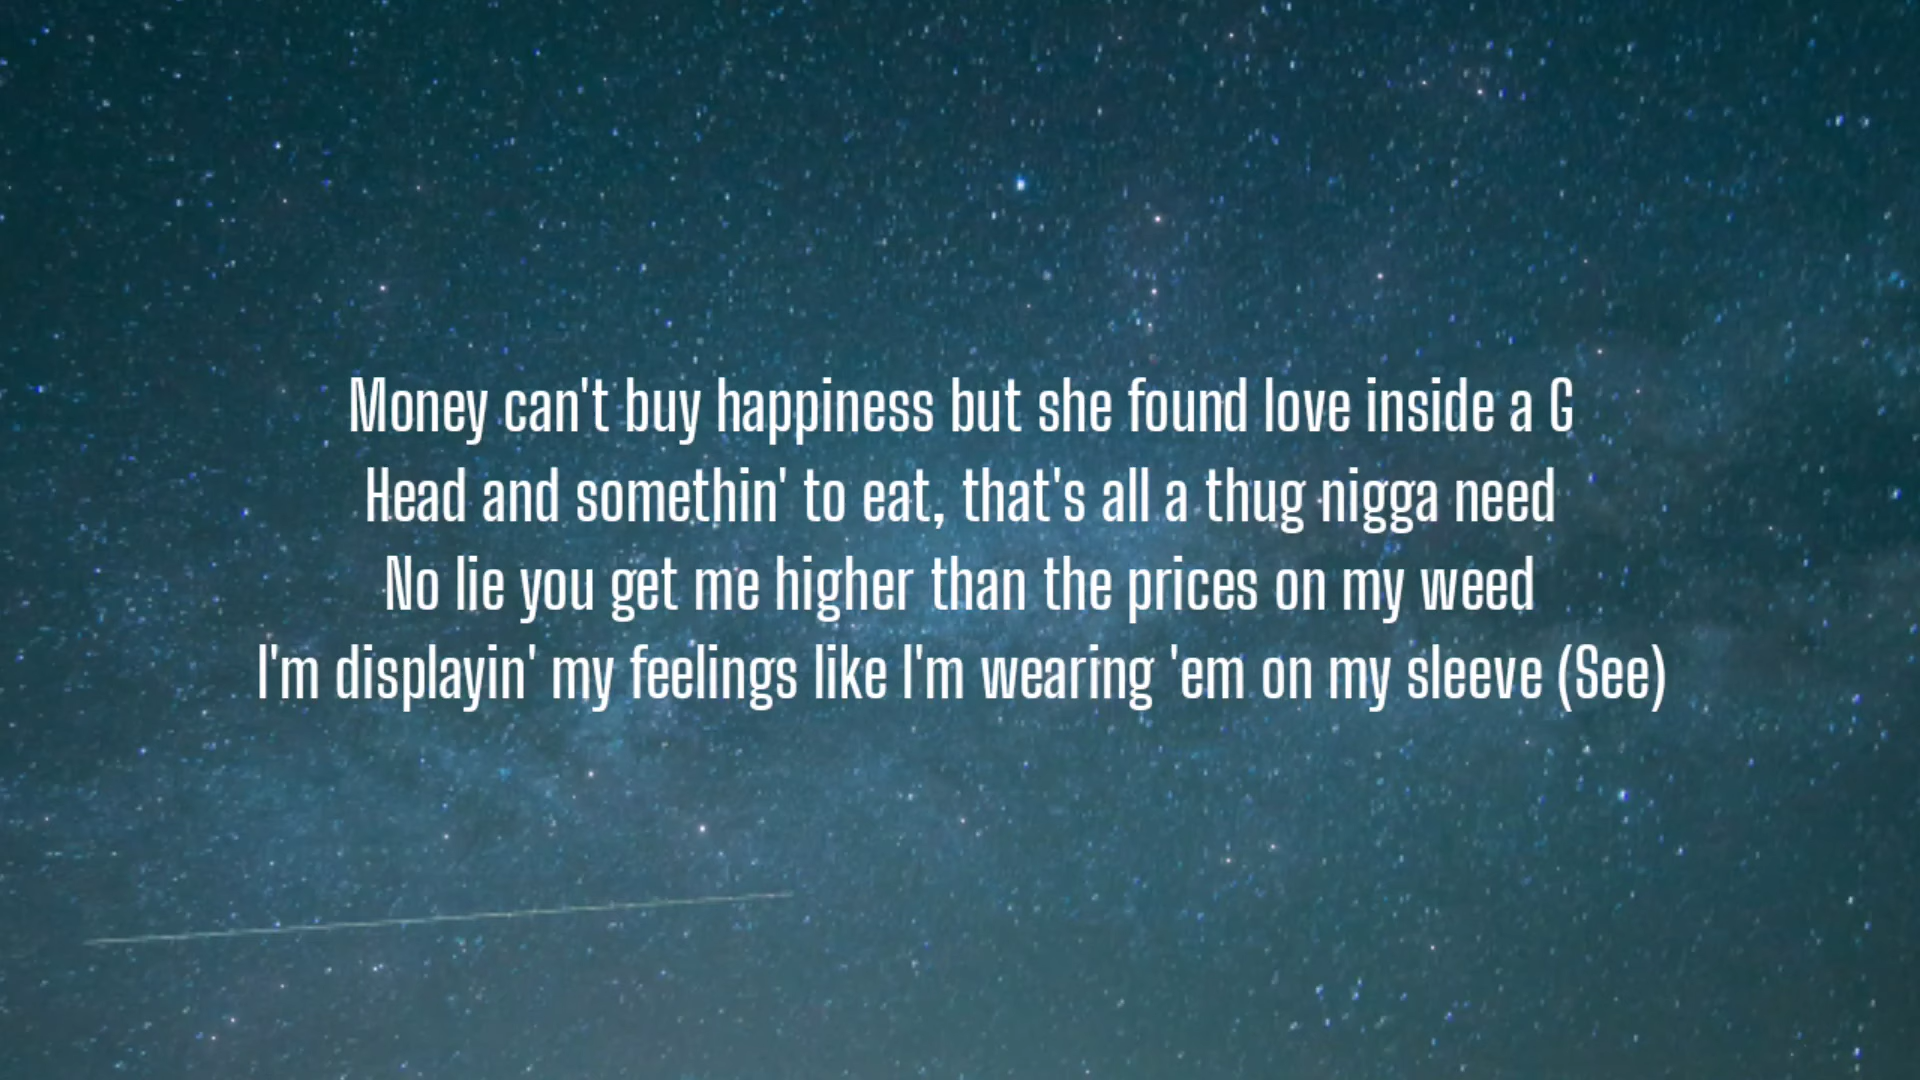 Money can't buy happiness but she found love inside a G
Head and somethin' to eat, that's all a thug nigga need
No lie you get me higher than the prices on my weed
I'm displayin' my feelings like I'm wearing 'em on my sleeve (See)